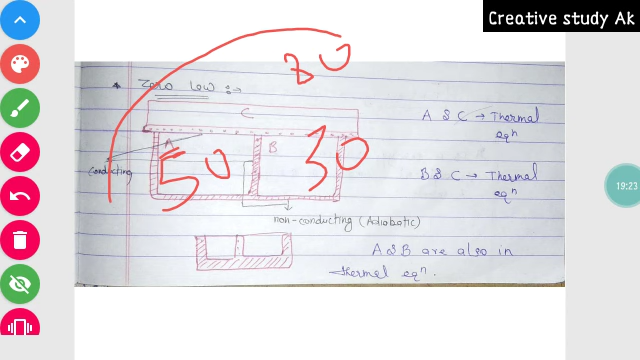 Creative study Ak
80
Zero law :→
C
A & C → Thermal
eqⁿ
A
B
50
30
Conducting
B & C → Thermal
eqⁿ
19:23
non-conducting (Adiabatic)
A & B are also in
thermal eqⁿ.